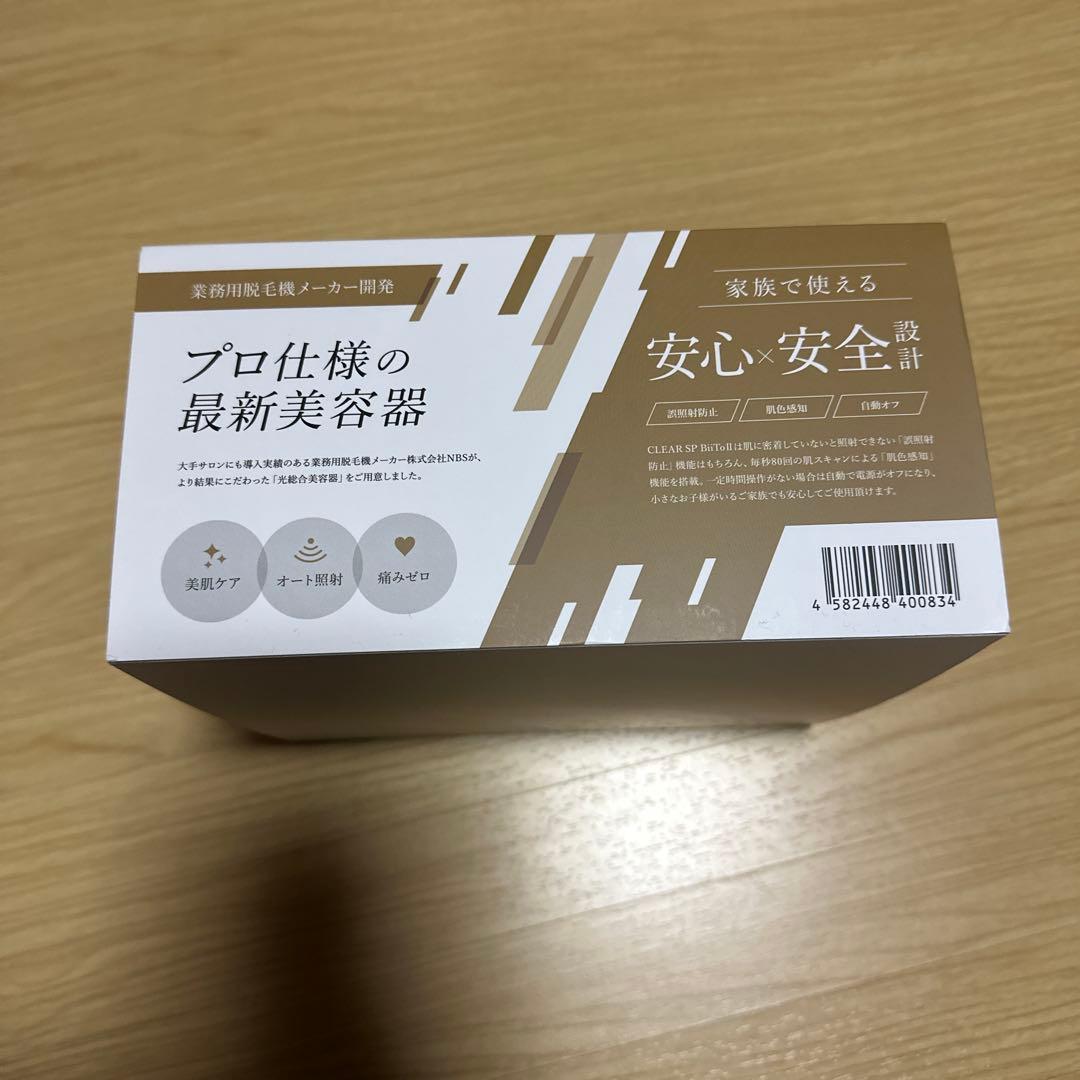 業務用脱毛機メーカー開発
プロ仕様の
最新美容器
大手サロンにも導入実績のある業務用脱毛機メーカー株式会社NBSが、
より結果にこだわった「光総合美容器」をご用意しました。
美肌ケア
オート照射
痛みゼロ
家族で使える
安心×安全設計
誤照射防止
肌色感知
自動オフ
CLEAR SP BiiToⅡは肌に密着していないと照射できない「誤照射
防止」機能はもちろん、毎秒80回の肌スキャンによる「肌色感知」
機能を搭載。一定時間操作がない場合は自動で電源がオフになり、
小さなお子様がいるご家族でも安心してご使用頂けます。
4 582448 400834